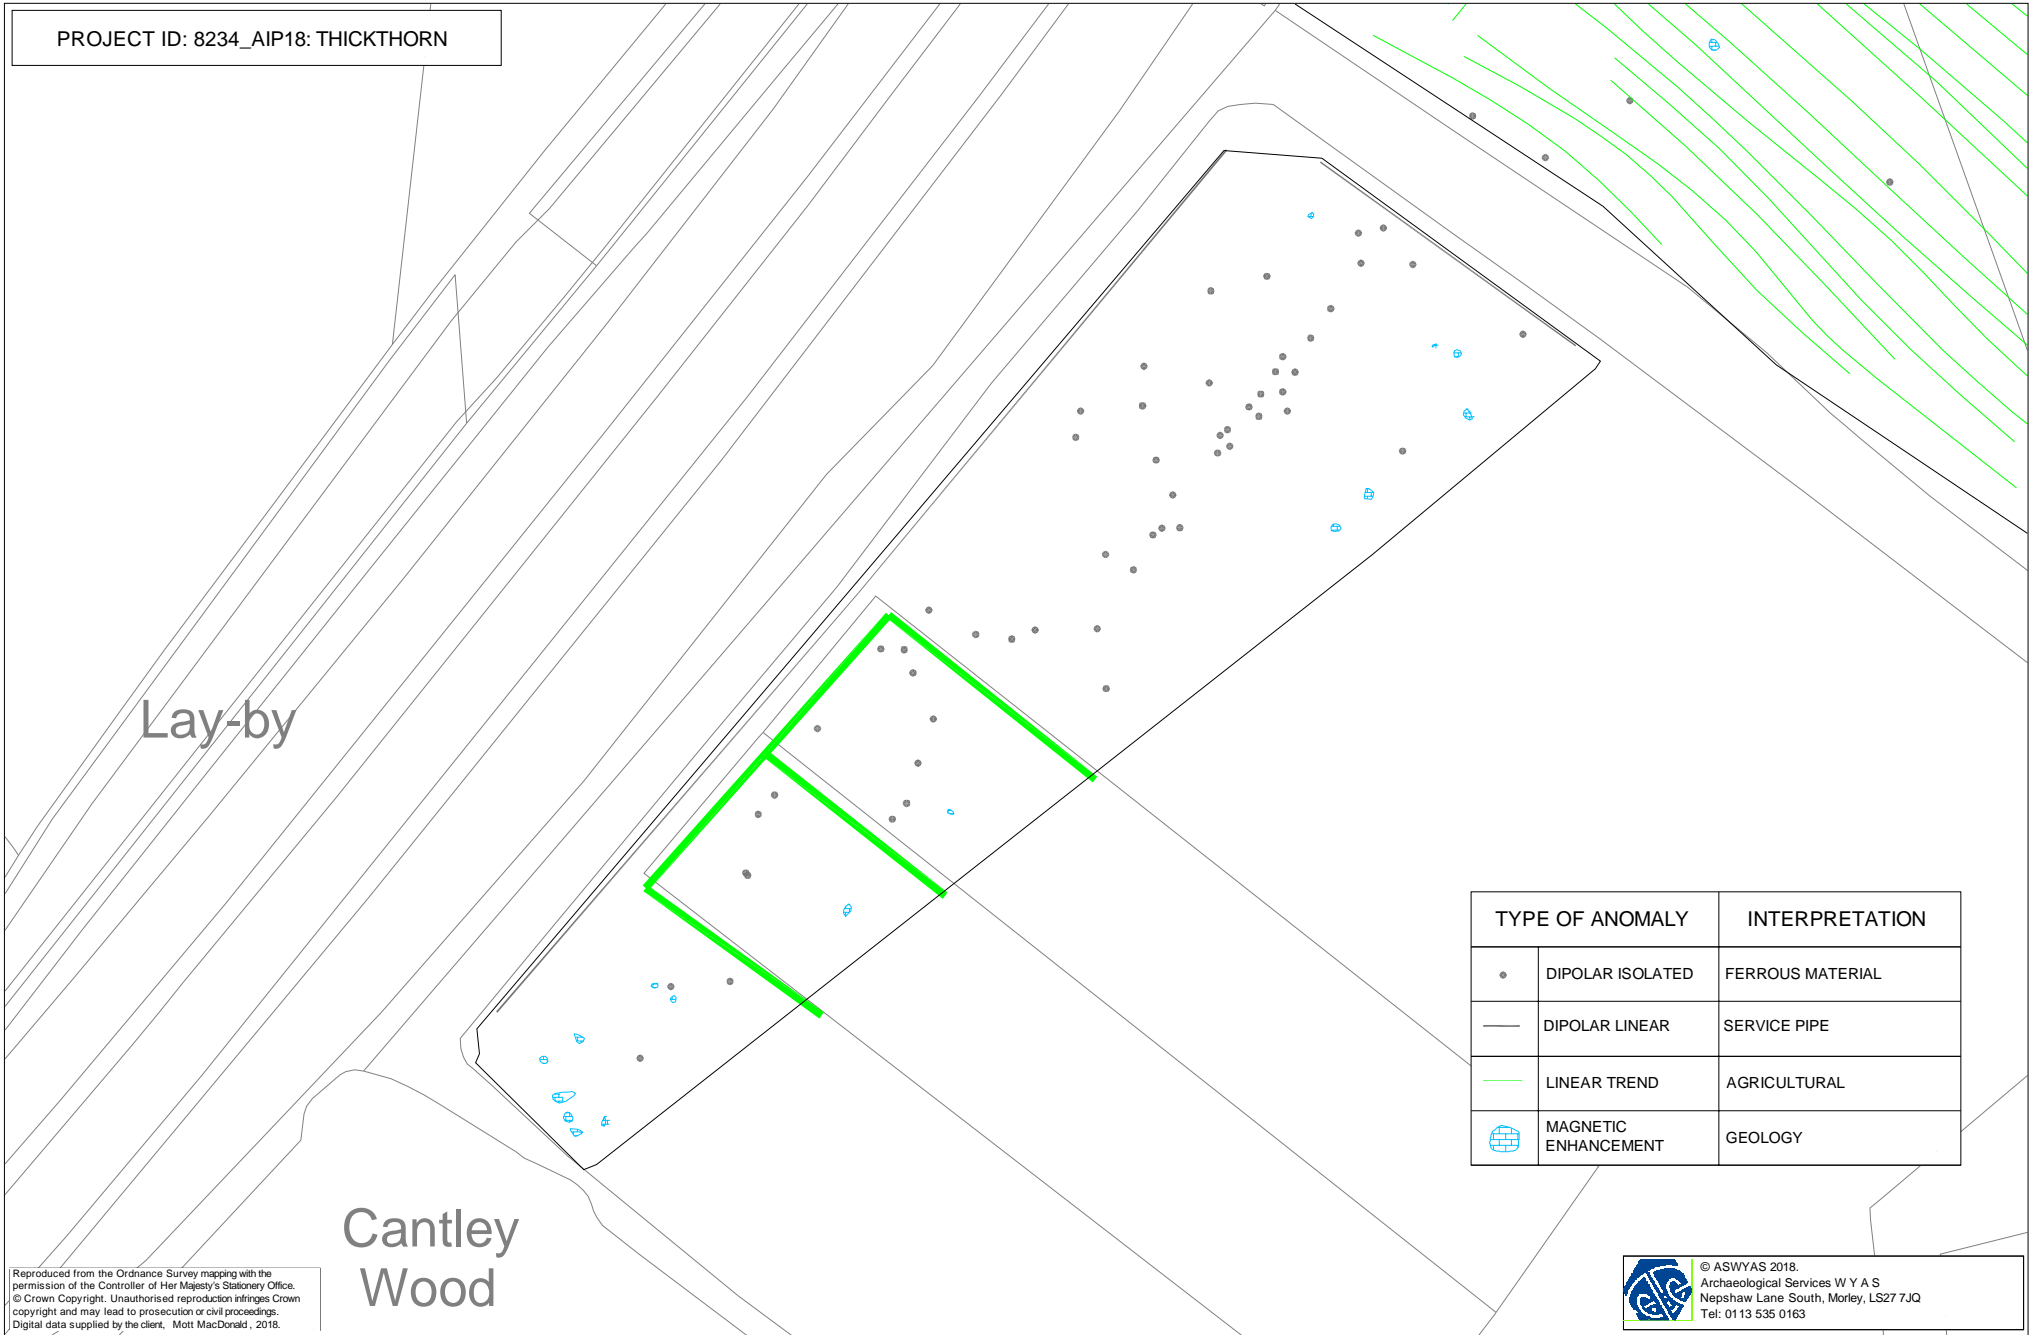 PROJECT ID: 8234_AIP18: THICKTHORN
Lay-by
Cantley
Wood
TYPE OF ANOMALY INTERPRETATION
DIPOLAR ISOLATED FERROUS MATERIAL
DIPOLAR LINEAR SERVICE PIPE
LINEAR TREND AGRICULTURAL
MAGNETIC
ENHANCEMENT GEOLOGY
Reproduced from the Ordnance Survey mapping with the
permission of the Controller of Her Majesty's Stationery Office.
© Crown Copyright. Unauthorised reproduction infringes Crown
copyright and may lead to prosecution or civil proceedings.
Digital data supplied by the client, Mott MacDonald , 2018.
© ASWYAS 2018.
Archaeological Services W Y A S
Nepshaw Lane South, Morley, LS27 7JQ
Tel: 0113 535 0163